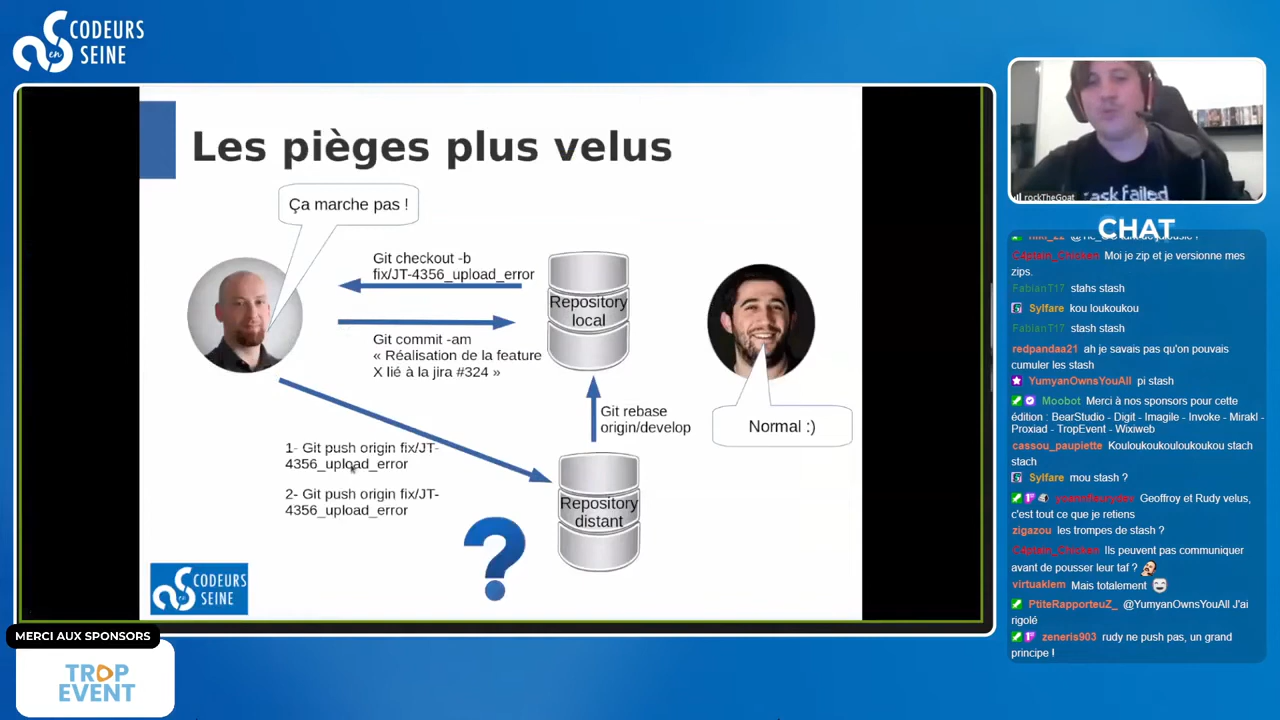 CODEURS
en
SEINE
Les pièges plus velus
Ça marche pas !
Git checkout -b
fix/JT-4356_upload_error
Repository
local
Git commit -am
« Réalisation de la feature
X lié à la jira #324 »
Git rebase
origin/develop
Normal :)
1- Git push origin fix/JT-
4356_upload_error
2- Git push origin fix/JT-
4356_upload_error
Repository
distant
?
CODEURS
en
SEINE
MERCI AUX SPONSORS
TROP
EVENT
rockTheGoat
ask failed
CHAT
Captain_Chicken Moi je zip et je versionne mes
zips.
FabianT17 stahs stash
Sylfare kou loukoukou
FabianT17 stash stash
redpandaa21 ah je savais pas qu'on pouvais
cumuler les stash
YumyanOwnsYouAll pi stash
Moobot Merci à nos sponsors pour cette
édition : BearStudio - Digit - Imagile - Invoke - Mirakl -
Proxiad - TropEvent - Wixiweb
cassou_paupiette Kouloukoukouloukoukou stach
stach
Sylfare mou stash ?
Geoffroy et Rudy velus,
c'est tout ce que je retiens
zigazou les trompes de stash ?
Captain_Chicken Ils peuvent pas communiquer
avant de pousser leur taf ?
virtuaklem Mais totalement
PtiteRapporteuZ_ @YumyanOwnsYouAll J'ai
rigolé
zeneris903 rudy ne push pas, un grand
principe !